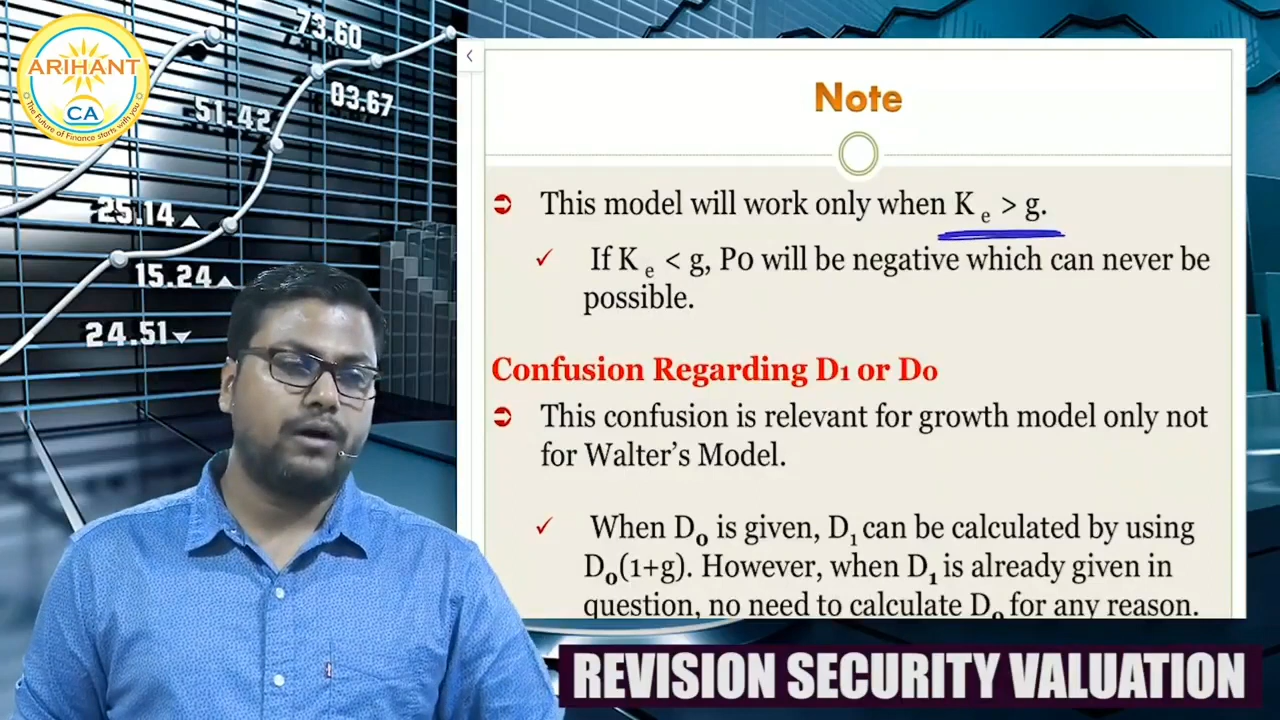 ARIHANT
CA
The Future of Finance starts with you
73.60
03.67
51.42
25.14
15.24
24.51
Note
This model will work only when K e > g.
If K e < g, P0 will be negative which can never be
possible.
Confusion Regarding D1 or D0
This confusion is relevant for growth model only not
for Walter's Model.
When D0 is given, D1 can be calculated by using
D0(1+g). However, when D1 is already given in
question, no need to calculate D0 for any reason.
REVISION SECURITY VALUATION